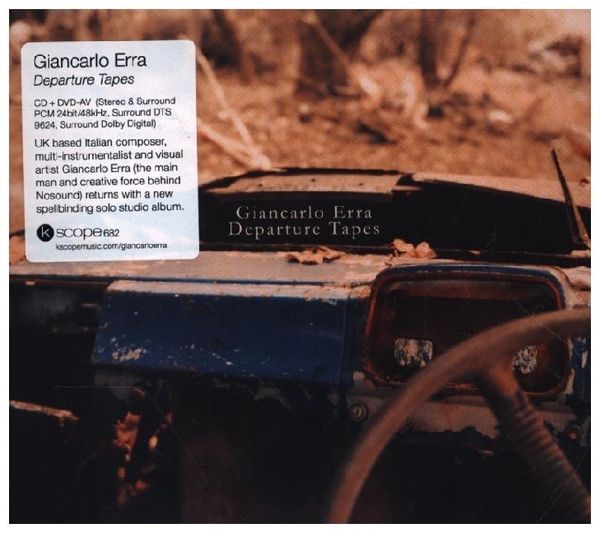 Giancarlo Erra
Departure Tapes
CD + DVD-AV (Stereo & Surround
PCM 24bit/48kHz, Surround DTS
9624, Surround Dolby Digital)
UK based Italian composer,
multi-instrumentalist and visual
artist Giancarlo Erra (the main
man and creative force behind
Nosound) returns with a new
spellbinding solo studio album.
k scope682
kscopemusic.com/giancarloerra
Giancarlo Erra
Departure Tapes